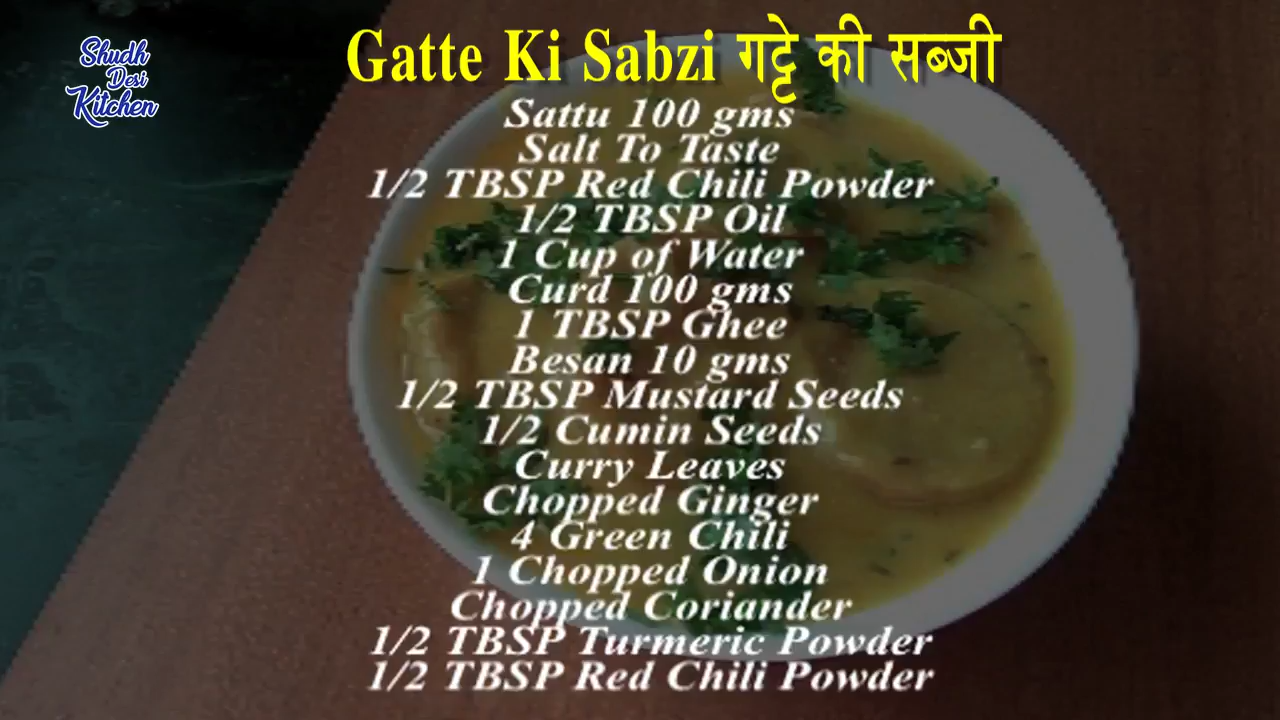 Shudh
Desi
Kitchen
Gatte Ki Sabzi गट्टे की सब्जी
Sattu 100 gms
Salt To Taste
1/2 TBSP Red Chili Powder
1/2 TBSP Oil
1 Cup of Water
Curd 100 gms
1 TBSP Ghee
Besan 10 gms
1/2 TBSP Mustard Seeds
1/2 Cumin Seeds
Curry Leaves
Chopped Ginger
4 Green Chili
1 Chopped Onion
Chopped Coriander
1/2 TBSP Turmeric Powder
1/2 TBSP Red Chili Powder